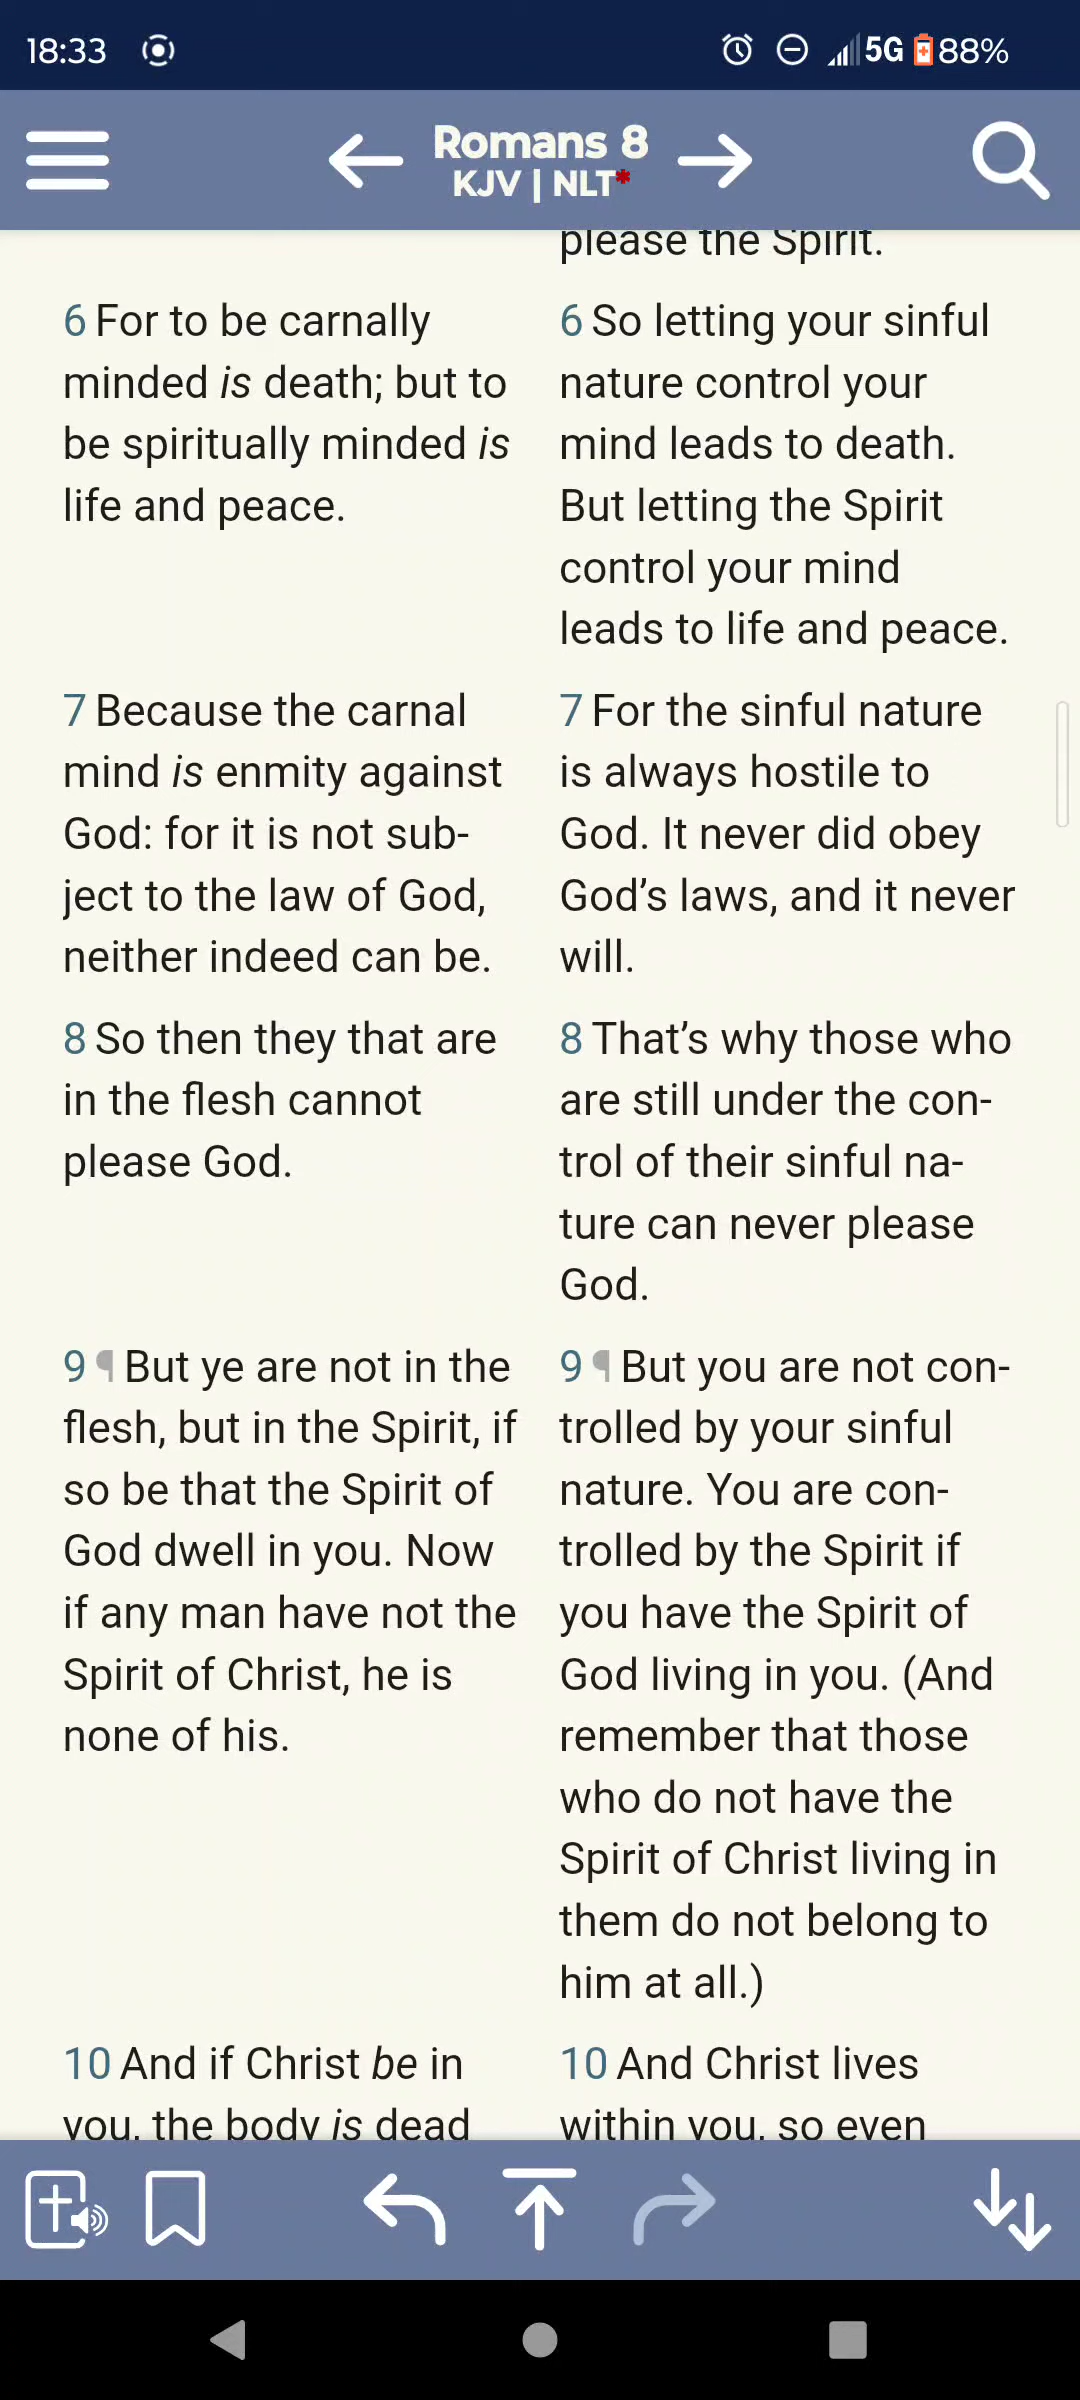 18:33
5G 88%
Romans 8
KJV | NLT*
please the Spirit.
6 For to be carnally
minded is death; but to
be spiritually minded is
life and peace.
6 So letting your sinful
nature control your
mind leads to death.
But letting the Spirit
control your mind
leads to life and peace.
7 Because the carnal
mind is enmity against
God: for it is not sub-
ject to the law of God,
neither indeed can be.
7 For the sinful nature
is always hostile to
God. It never did obey
God’s laws, and it never
will.
8 So then they that are
in the flesh cannot
please God.
8 That’s why those who
are still under the con-
trol of their sinful na-
ture can never please
God.
9 ¶ But ye are not in the
flesh, but in the Spirit, if
so be that the Spirit of
God dwell in you. Now
if any man have not the
Spirit of Christ, he is
none of his.
9 ¶ But you are not con-
trolled by your sinful
nature. You are con-
trolled by the Spirit if
you have the Spirit of
God living in you. (And
remember that those
who do not have the
Spirit of Christ living in
them do not belong to
him at all.)
10 And if Christ be in
you, the body is dead
10 And Christ lives
within you, so even